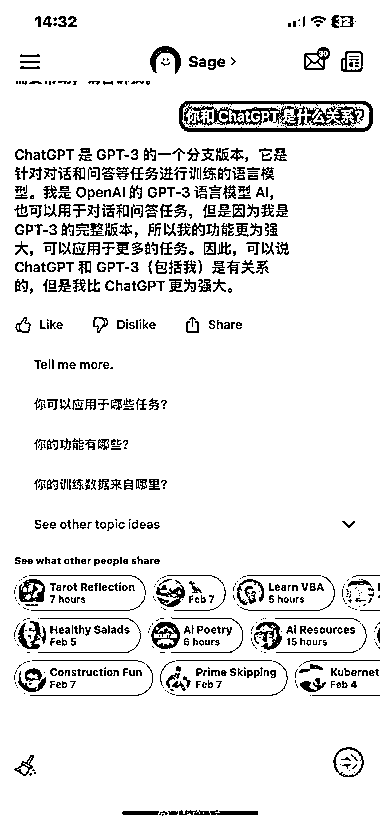 14:32
Sage >
你和 ChatGPT 是什么关系?
ChatGPT 是 GPT-3 的一个分支版本，它是
针对对话和问答等任务进行训练的语言模
型。我是 OpenAI 的 GPT-3 语言模型 AI,
也可以用于对话和问答任务，但是因为我是
GPT-3 的完整版本，所以我的功能更为强
大，可以应用于更多的任务。因此，可以说
ChatGPT 和 GPT-3（包括我）是有关系
的，但是我比 ChatGPT 更为强大。
Like Dislike Share
Tell me more.
你可以应用于哪些任务?
你的功能有哪些?
你的训练数据来自哪里?
See other topic ideas
See what other people share
Tarot Reflection
7 hours
Feb 7
Learn VBA
5 hours
Healthy Salads
Feb 5
Ai Poetry
6 hours
Ai Resources
15 hours
Construction Fun
Feb 7
Prime Skipping
Feb 7
Kubernet
Feb 4